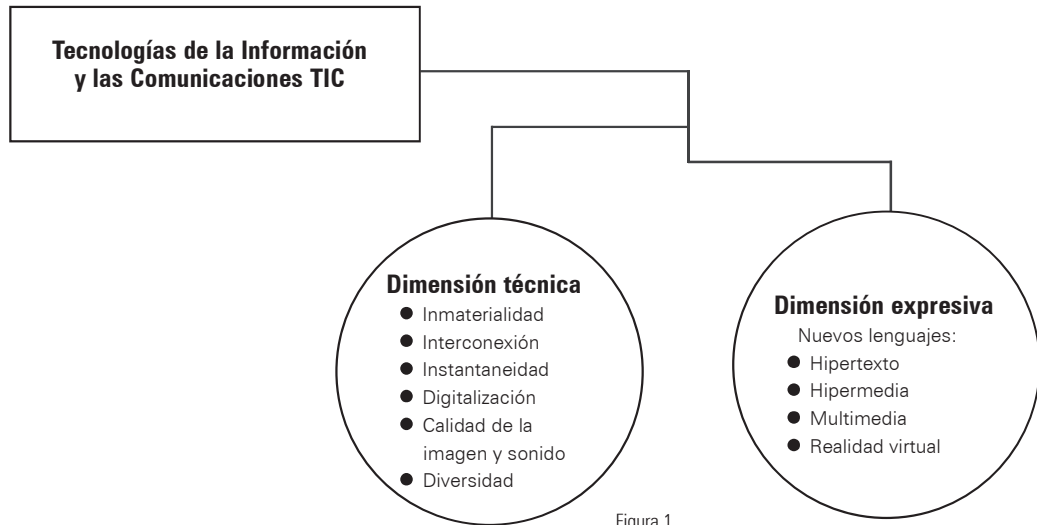 Tecnologías de la Información
y las Comunicaciones TIC
Dimensión técnica
● Inmaterialidad
● Interconexión
● Instantaneidad
● Digitalización
● Calidad de la
imagen y sonido
● Diversidad
Dimensión expresiva
Nuevos lenguajes:
● Hipertexto
● Hipermedia
● Multimedia
● Realidad virtual
Figura 1